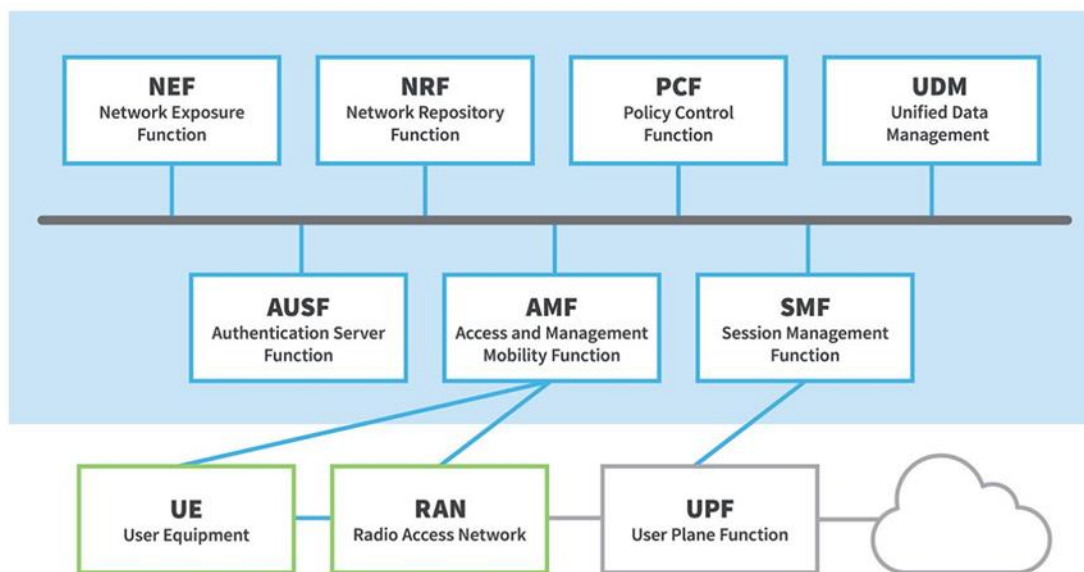 NEF
Network Exposure
Function
NRF
Network Repository
Function
PCF
Policy Control
Function
UDM
Unified Data
Management
AUSF
Authentication Server
Function
AMF
Access and Management
Mobility Function
SMF
Session Management
Function
UE
User Equipment
RAN
Radio Access Network
UPF
User Plane Function